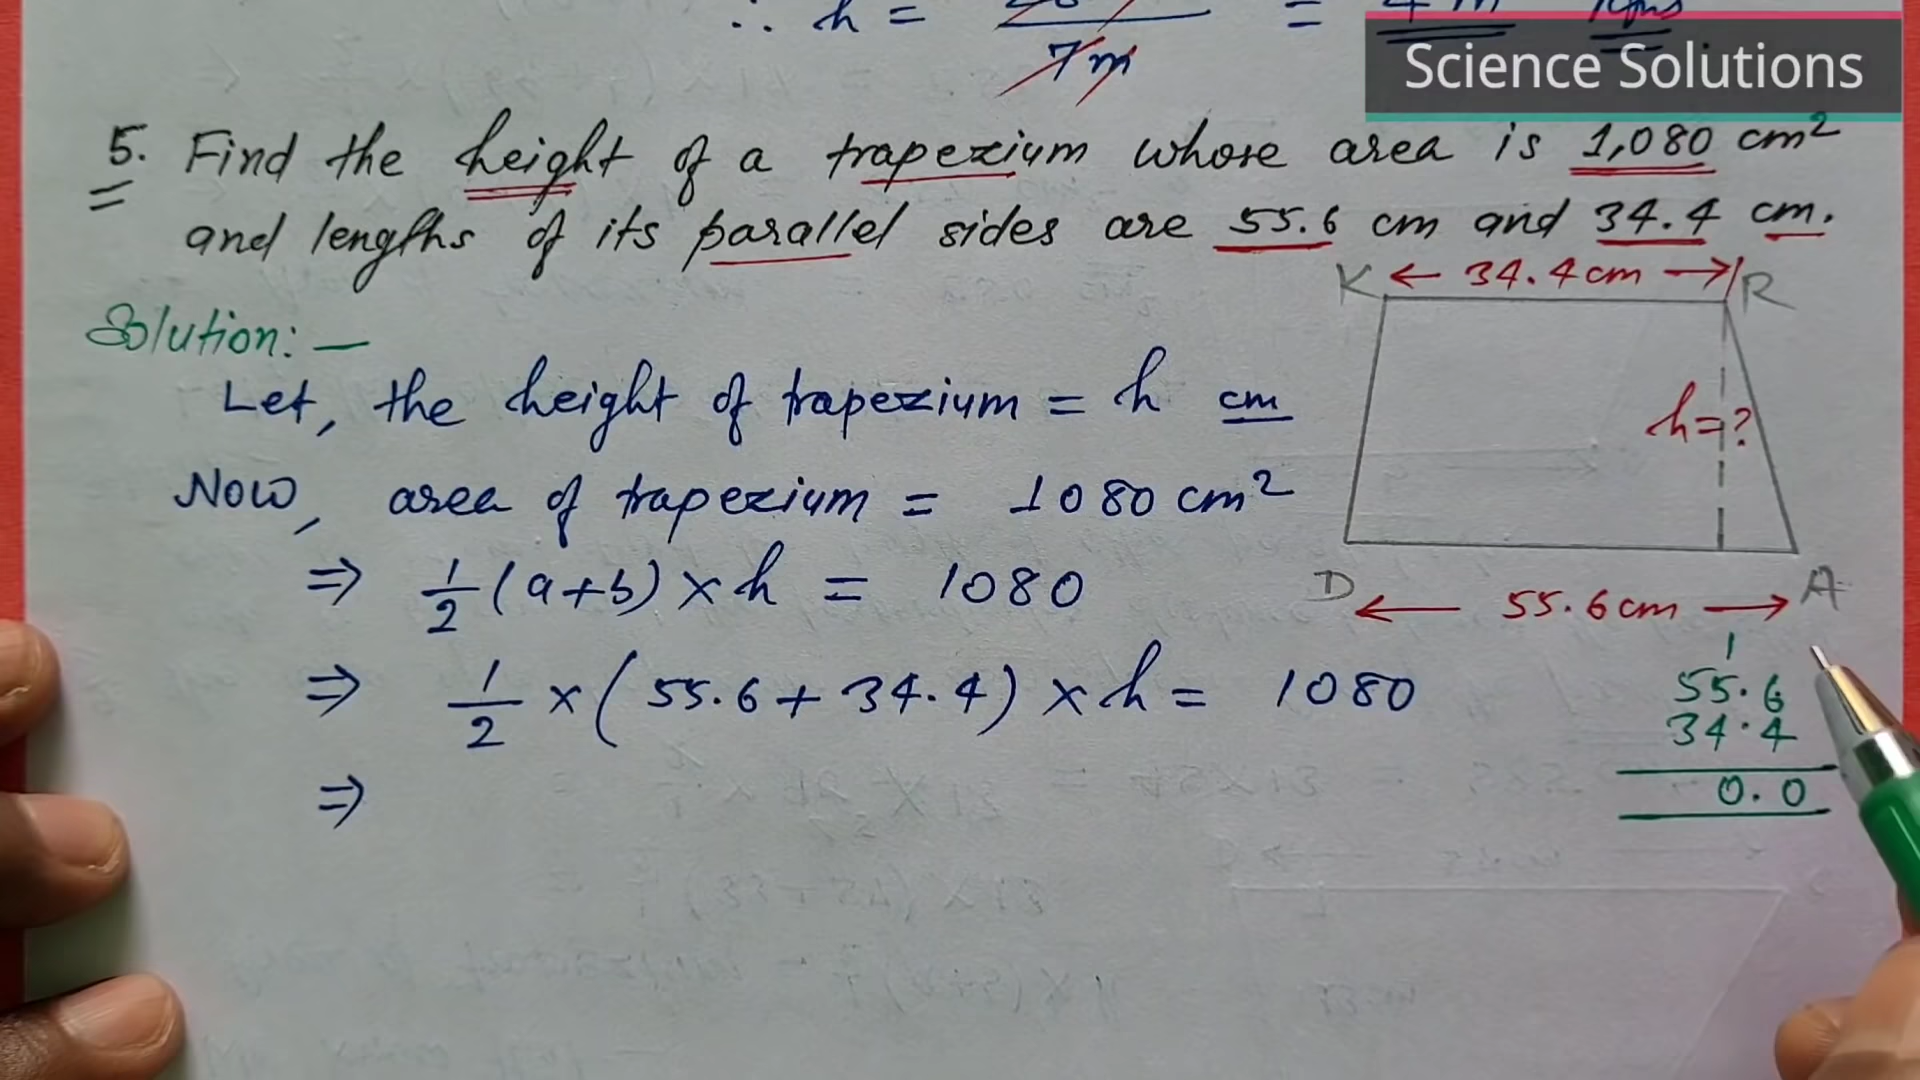 ∴ h = 7m = 4m
Science Solutions
5. Find the height of a trapezium whose area is 1,080 cm²
and lengths of its parallel sides are 55.6 cm and 34.4 cm.
K ← 34.4cm → R
Solution:—
Let, the height of trapezium = h cm
h=?
Now, area of trapezium = 1080 cm²
⇒ 1/2 (a+b) × h = 1080
D ← 55.6cm → A
⇒ 1/2 × (55.6 + 34.4) × h = 1080
1
55.6
34.4
0.0
⇒